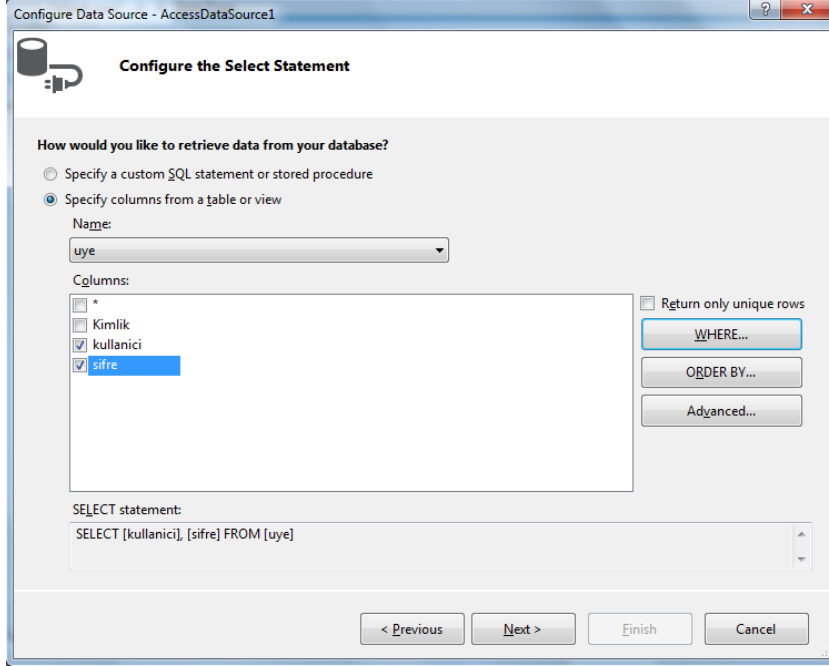 Configure Data Source - AccessDataSource1
Configure the Select Statement
How would you like to retrieve data from your database?
Specify a custom SQL statement or stored procedure
Specify columns from a table or view
Name:
uye
Columns:
*
Return only unique rows
Kimlik
WHERE...
kullanici
sifre
ORDER BY...
Advanced...
SELECT statement:
SELECT [kullanici], [sifre] FROM [uye]
< Previous
Next >
Finish
Cancel